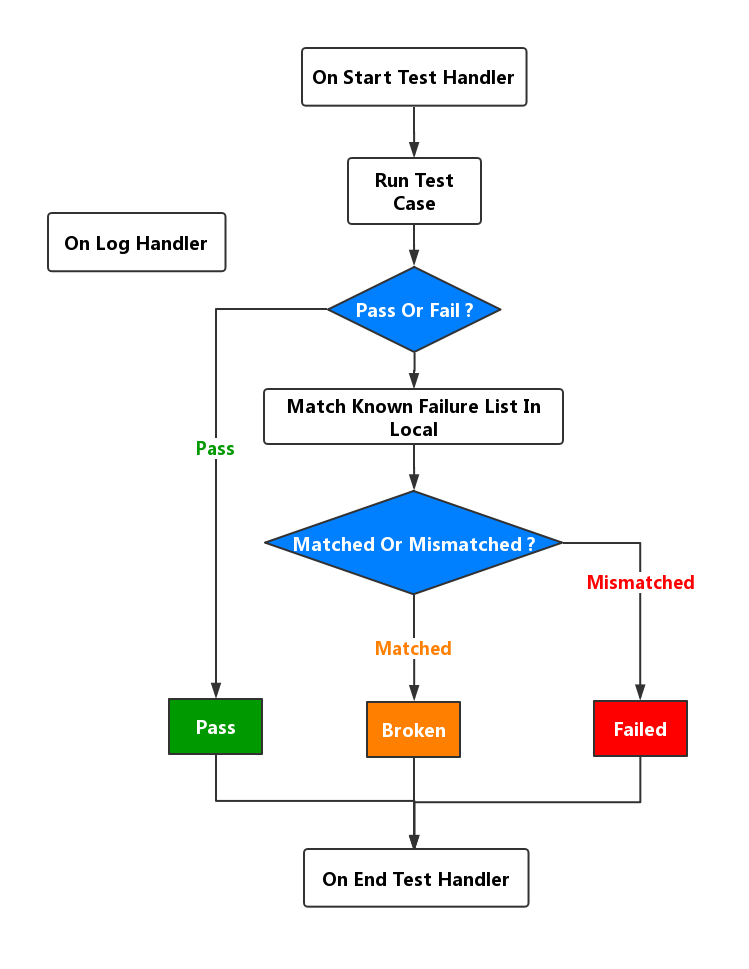 On Start Test Handler
Run Test
Case
On Log Handler
Pass Or Fail ?
Match Known Failure List In
Local
Pass
Matched Or Mismatched ?
Mismatched
Matched
Pass
Broken
Failed
On End Test Handler